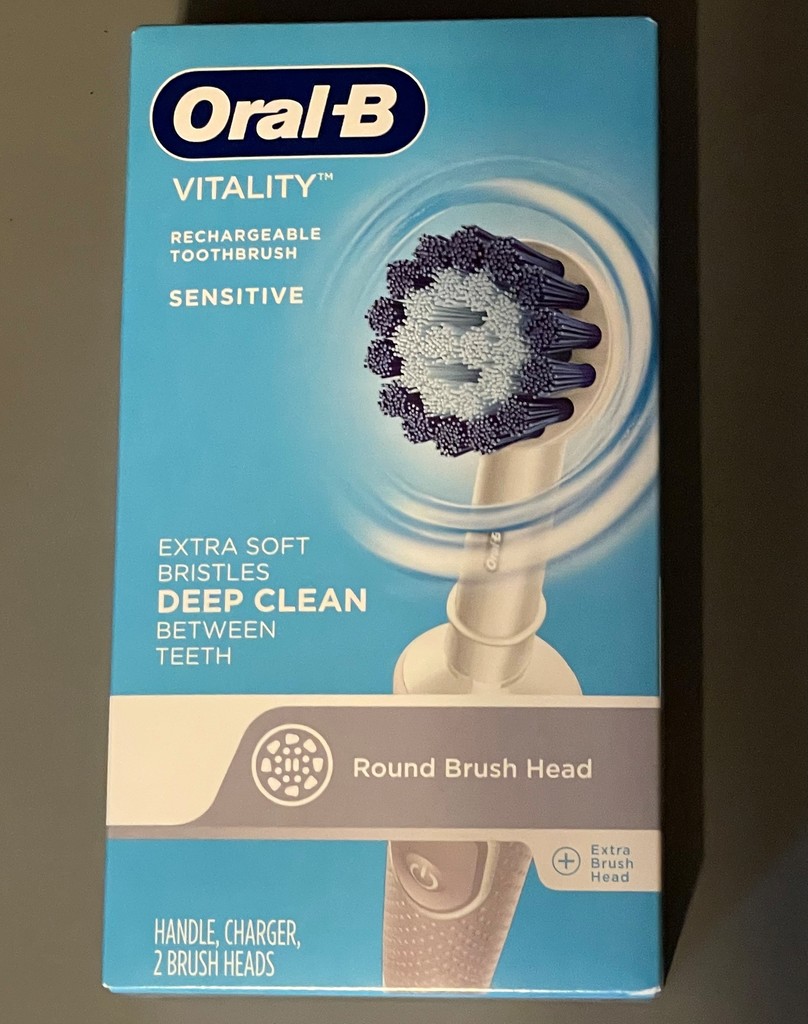 Oral-B
VITALITY™
RECHARGEABLE
TOOTHBRUSH
SENSITIVE
Oral-B
EXTRA SOFT
BRISTLES
DEEP CLEAN
BETWEEN
TEETH
Round Brush Head
Extra
Brush
Head
HANDLE, CHARGER,
2 BRUSH HEADS